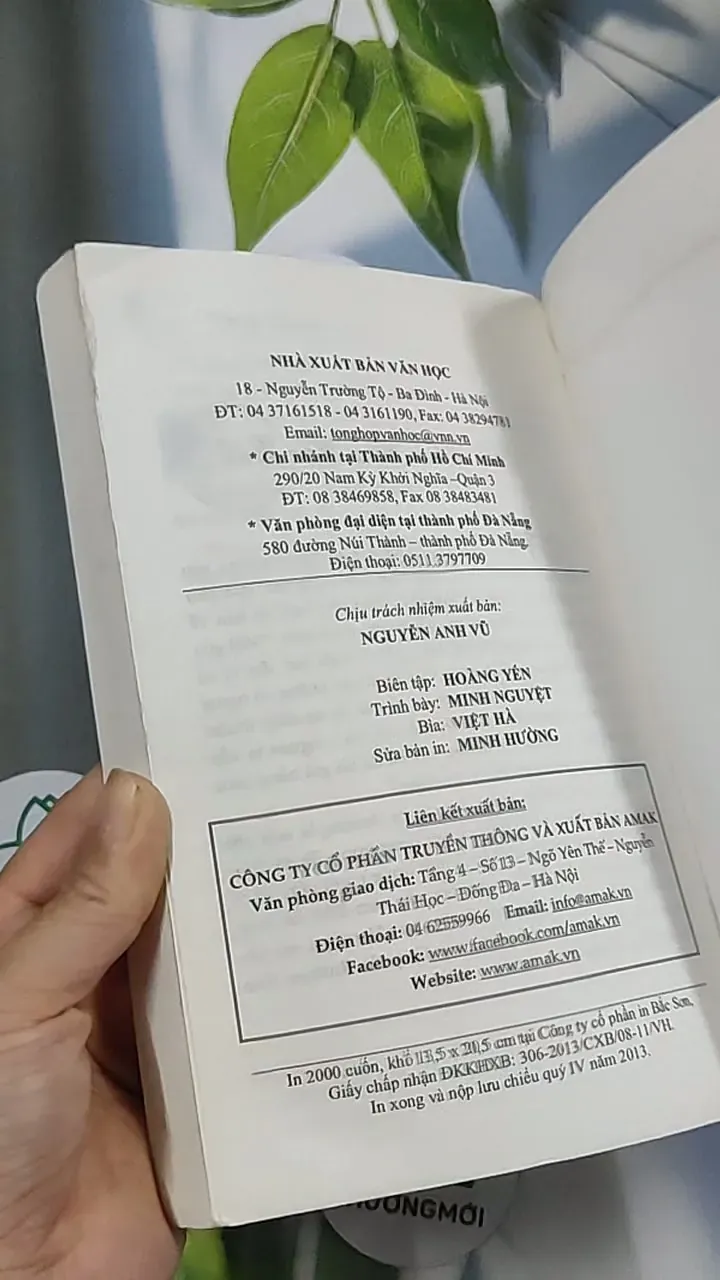 NHÀ XUẤT BẢN VĂN HỌC
18 - Nguyễn Trường Tộ - Ba Đình - Hà Nội
ĐT: 04 37161518 - 04 3161190, Fax: 04 38294781
Email: tonghopvanhoc@vnn.vn
* Chi nhánh tại Thành phố Hồ Chí Minh
290/20 Nam Kỳ Khởi Nghĩa –Quận 3
ĐT: 08 38469858, Fax 08 38483481
* Văn phòng đại diện tại thành phố Đà Nẵng
580 đường Núi Thành – thành phố Đà Nẵng
Điện thoại: 0511.3797709
Chịu trách nhiệm xuất bản:
NGUYỄN ANH VŨ
Biên tập: HOÀNG YẾN
Trình bày: MINH NGUYỆT
Bìa: VIỆT HÀ
Sửa bản in: MINH HƯỜNG
Liên kết xuất bản:
CÔNG TY CỔ PHẦN TRUYỀN THÔNG VÀ XUẤT BẢN AMAK
Văn phòng giao dịch: Tầng 4 – Số 113 – Ngõ Yên Thế – Nguyễn
Thái Học – Đống Đa – Hà Nội
Điện thoại: 04 62559966 Email: info@amak.vn
Facebook: www.facebook.com/amak.vn
Website: www.amak.vn
In 2000 cuốn, khổ 13,5 x 20,5 cm tại Công ty cổ phần in Bắc Sơn,
Giấy chấp nhận ĐKKHXB: 306-2013/CXB/08-11/VH.
In xong và nộp lưu chiểu quý IV năm 2013.